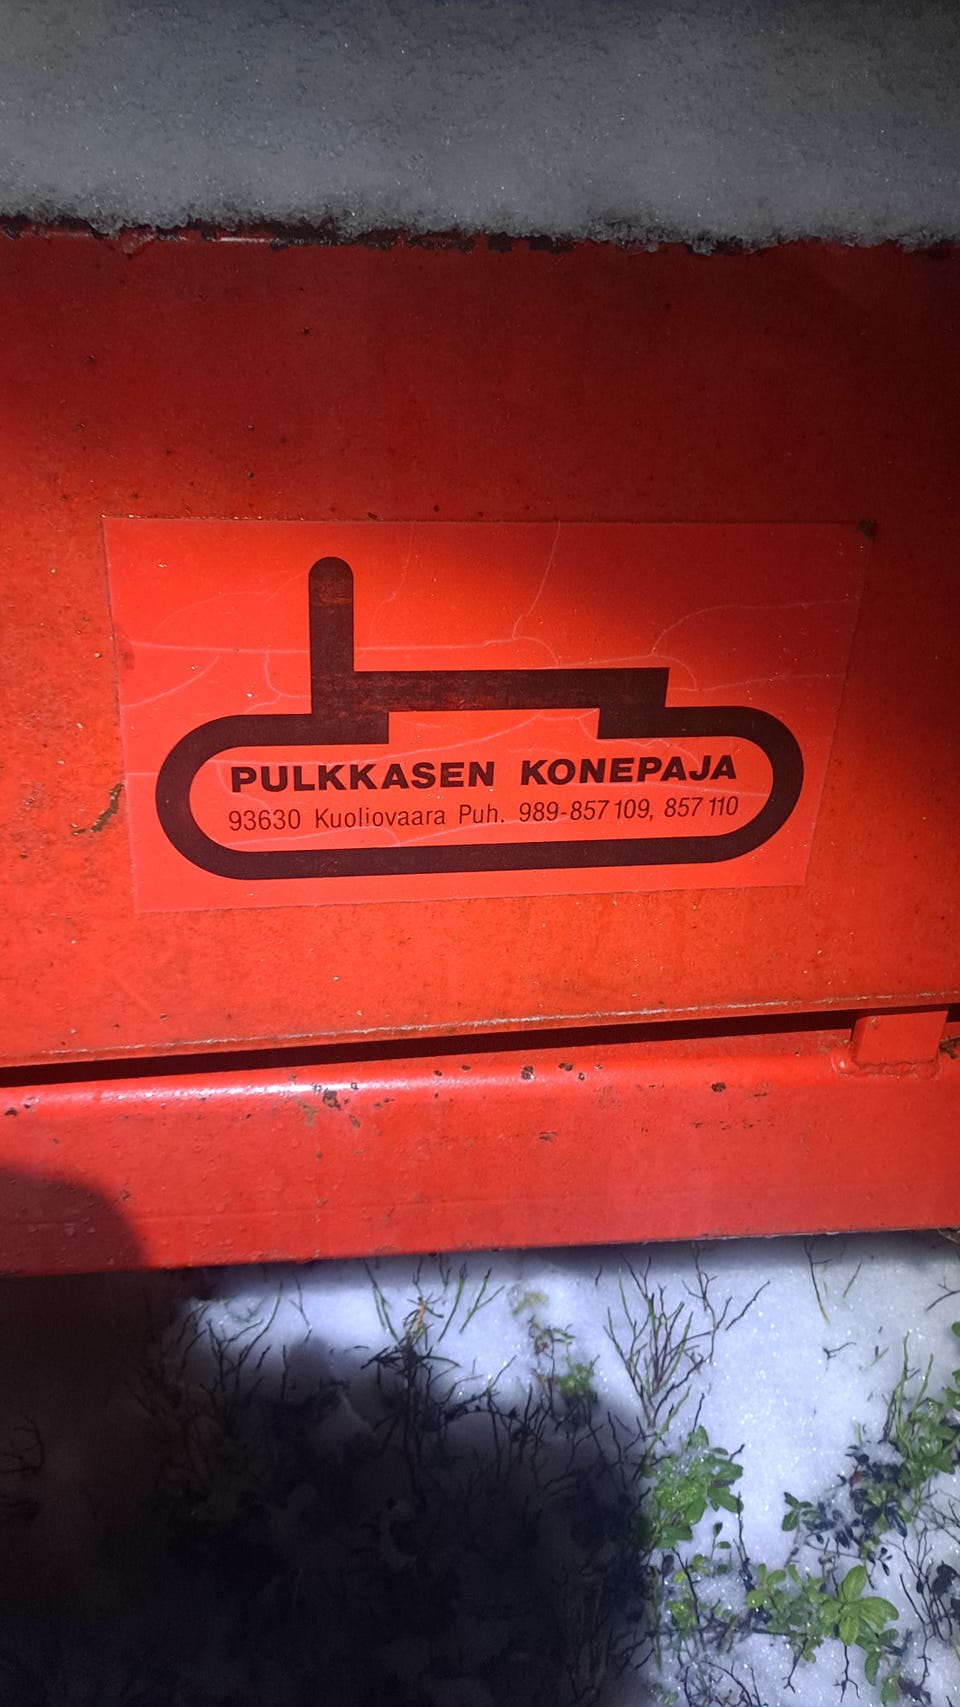 PULKKASEN KONEPAJA
93630 Kuoliovaara Puh. 989-857 109, 857 110